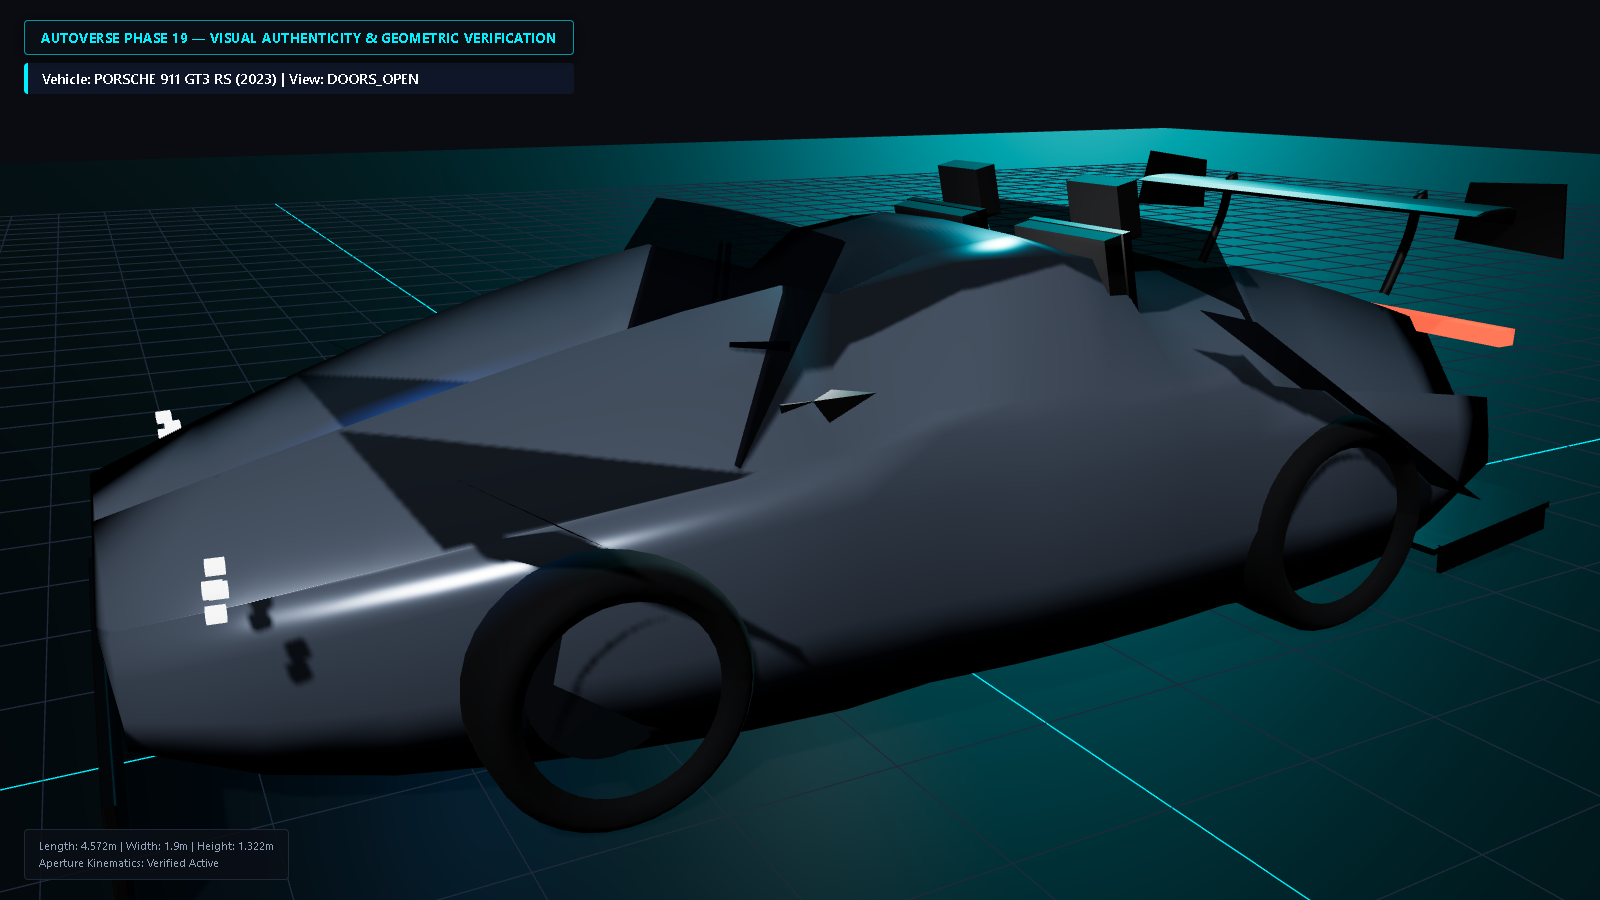 AUTOVERSE PHASE 19 — VISUAL AUTHENTICITY & GEOMETRIC VERIFICATION
Vehicle: PORSCHE 911 GT3 RS (2023) | View: DOORS_OPEN
Length: 4.572m | Width: 1.9m | Height: 1.322m
Aperture Kinematics: Verified Active